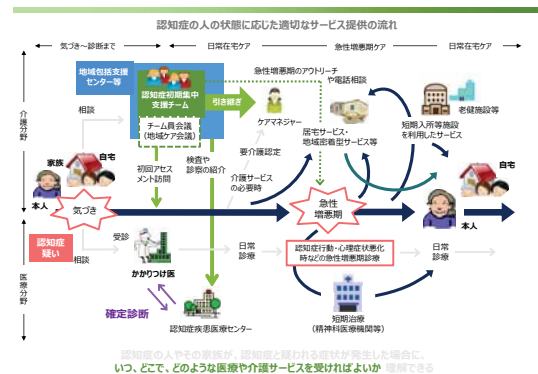 認知症の人の状態に応じた適切なサービス提供の流れ
気づき～診断まで
日常在宅ケア
急性増悪期ケア
日常在宅ケア
介護分野
医療分野
地域包括支援
センター等
認知症初期集中
支援チーム
チーム員会議
（地域ケア会議）
引き継ぎ
急性増悪期のアウトリーチ
や電話相談
ケアマネジャー
居宅サービス・
地域密着型サービス等
老健施設等
短期入所等施設
を利用したサービス
相談
家族
自宅
本人
気づき
初回アセス
メント訪問
検査や
診察の紹介
要介護認定
介護サービス
の必要時
急性
増悪期
自宅
本人
認知症
疑い
受診
相談
かかりつけ医
日常
診療
認知症行動・心理症状悪化
時などの急性増悪期診療
日常
診療
確定診断
認知症疾患医療センター
短期治療
（精神科医療機関等）
認知症の人やその家族が、認知症と疑われる症状が発生した場合に、
いつ、どこで、どのような医療や介護サービスを受ければよいか 理解できる